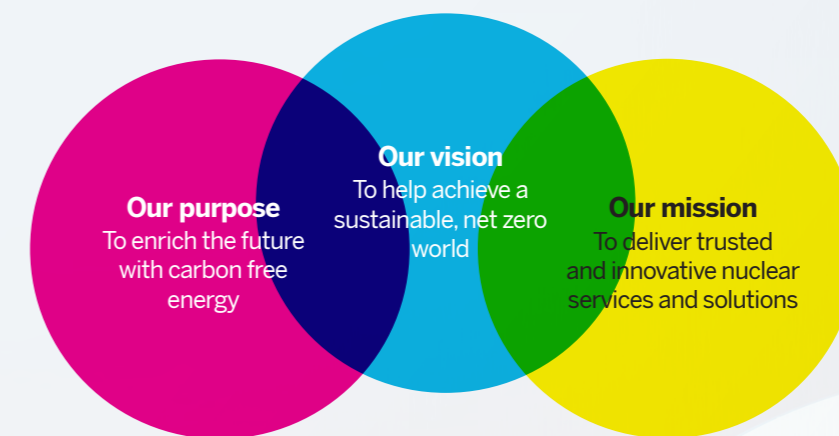 Our purpose
To enrich the future
with carbon free
energy
Our vision
To help achieve a
sustainable, net zero
world
Our mission
To deliver trusted
and innovative nuclear
services and solutions